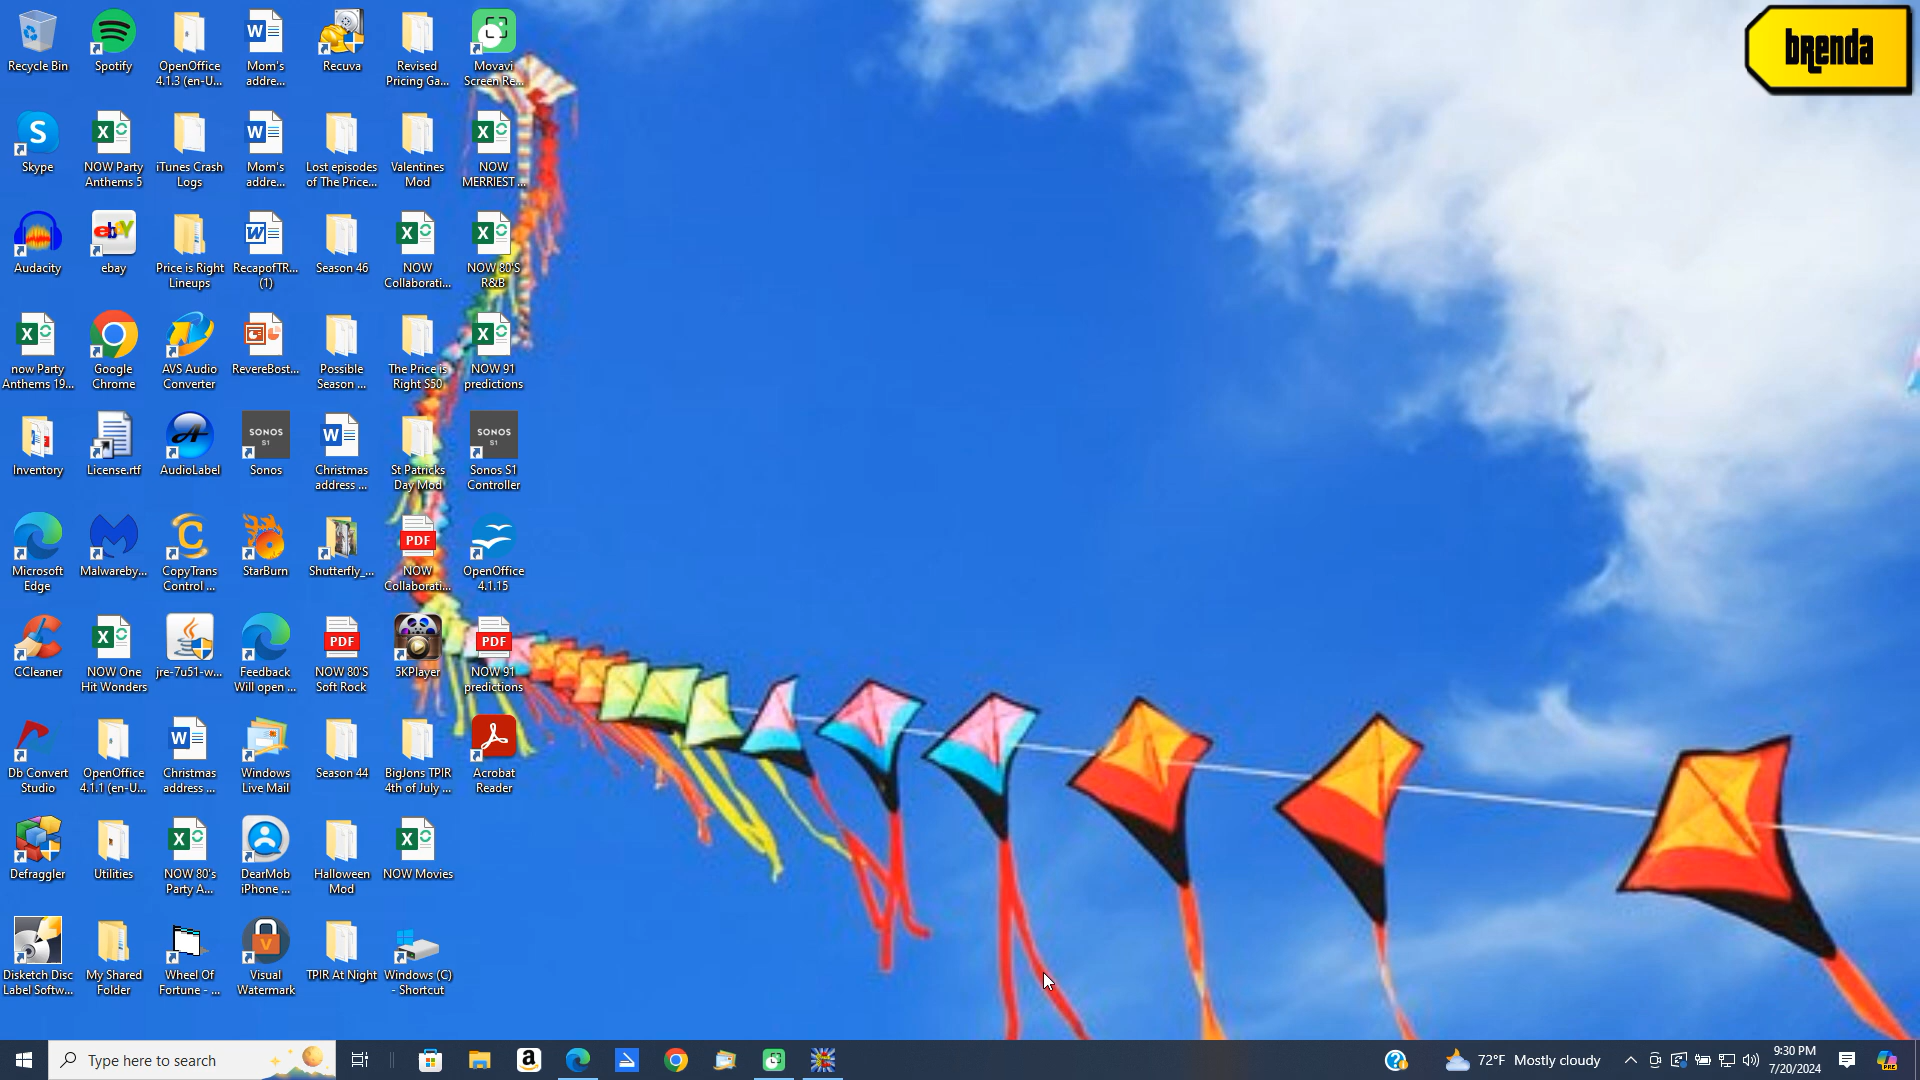 brenda
Recycle Bin
Spotify
OpenOffice
4.1.3 (en-U...
Mom's
addre...
Recuva
Revised
Pricing Ga...
Movavi
Screen Re...
Skype
NOW Party
Anthems 5
iTunes Crash
Logs
Mom's
addre...
Lost episodes
of The Price...
Valentines
Mod
NOW
MERRIEST ...
Audacity
ebay
Price is Right
Lineups
RecapofTR...
(1)
Season 46
NOW
Collaborati...
NOW 80'S
R&B
now Party
Anthems 19...
Google
Chrome
AVS Audio
Converter
RevereBost...
Possible
Season ...
The Price is
Right S50
NOW 91
predictions
Inventory
License.rtf
AudioLabel
SONOS
S1
Sonos
Christmas
address ...
St Patricks
Day Mod
SONOS
S1
Sonos S1
Controller
Microsoft
Edge
Malwareby...
CopyTrans
Control ...
StarBurn
Shutterfly_...
PDF
NOW
Collaborati...
OpenOffice
4.1.15
CCleaner
NOW One
Hit Wonders
jre-7u51-w...
Feedback
Will open ...
PDF
NOW 80'S
Soft Rock
5KPlayer
PDF
NOW 91
predictions
Db Convert
Studio
OpenOffice
4.1.1 (en-U...
Christmas
address ...
Windows
Live Mail
Season 44
BigJons TPIR
4th of July ...
Acrobat
Reader
Defraggler
Utilities
NOW 80's
Party A...
DearMob
iPhone ...
Halloween
Mod
NOW Movies
Disketch Disc
Label Softw...
My Shared
Folder
Wheel Of
Fortune - ...
Visual
Watermark
TPIR At Night
Windows (C)
- Shortcut
Type here to search
72°F Mostly cloudy
9:30 PM
7/20/2024